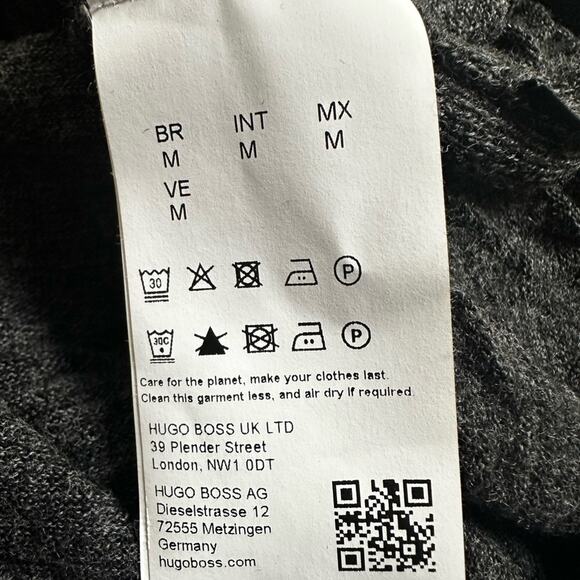 BR INT MX
M M M
VE
M
30 P
30C P
Care for the planet, make your clothes last.
Clean this garment less, and air dry if required
HUGO BOSS UK LTD
39 Plender Street
London, NW1 0DT
HUGO BOSS AG
Dieselstrasse 12
72555 Metzingen
Germany
hugoboss.com